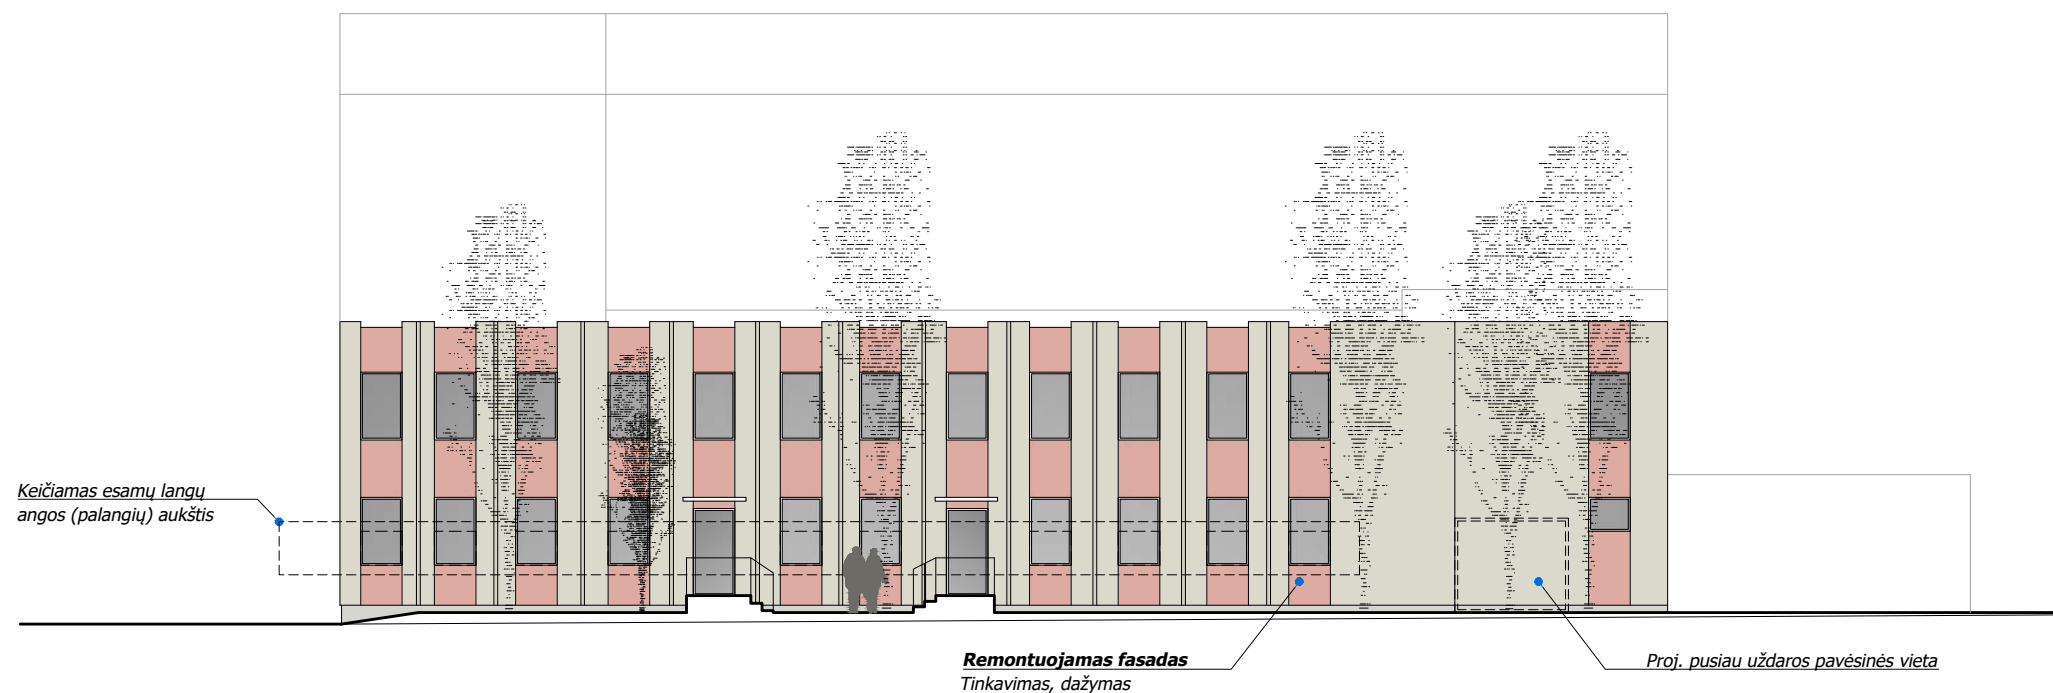 Keičiamas esamų langų
angos (palangių) aukštis
Remontuojamas fasadas
Tinkavimas, dažymas
Proj. pusiau uždaros pavėsinės vieta